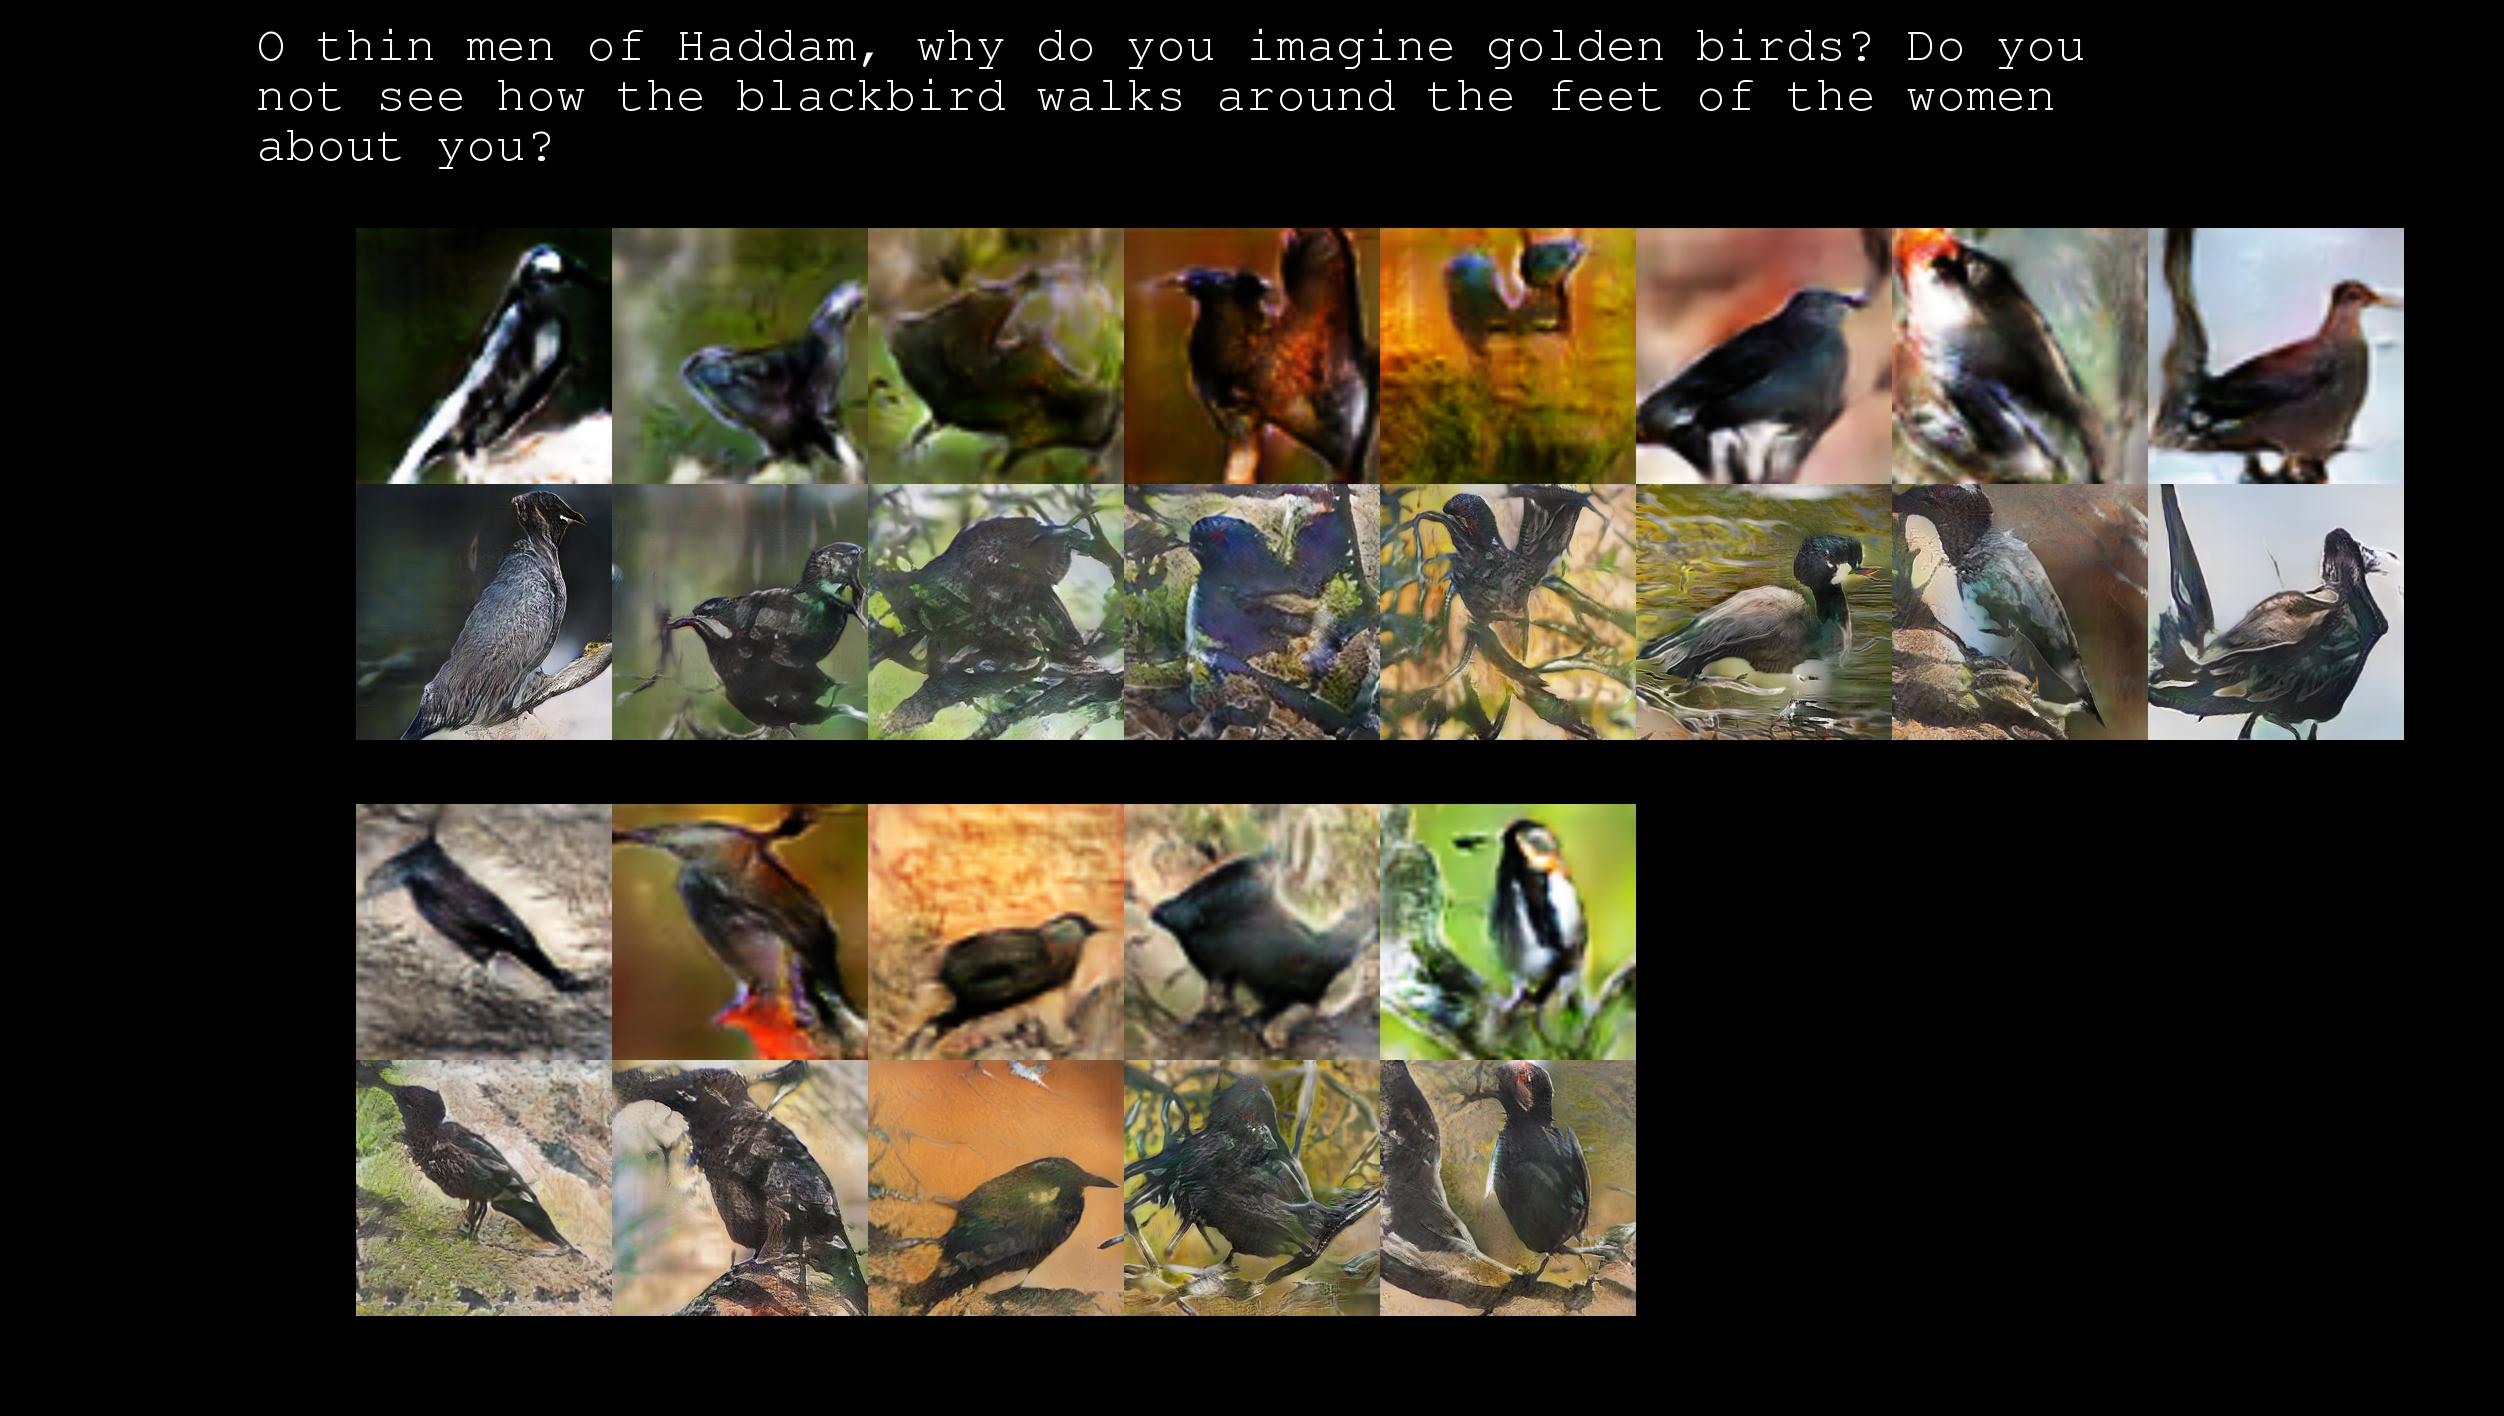 O thin men of Haddam, why do you imagine golden birds? Do you
not see how the blackbird walks around the feet of the women
about you?